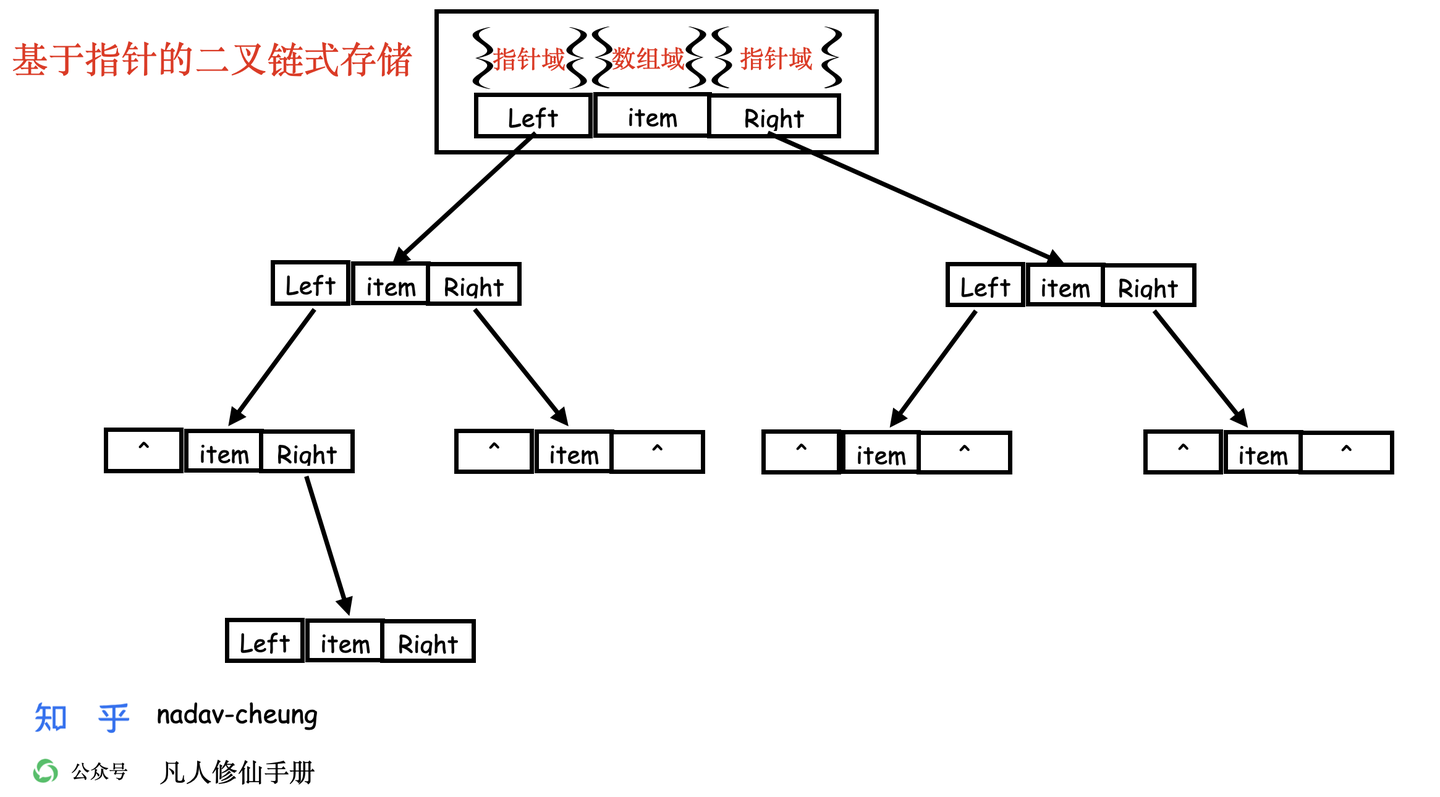 基于指针的二叉链式存储
指针域 数组域 指针域
Left item Right
Left item Right Left item Right
^ item Right ^ item ^ ^ item ^ ^ item ^
Left item Right
知 乎 nadav-cheung
公众号 凡人修仙手册